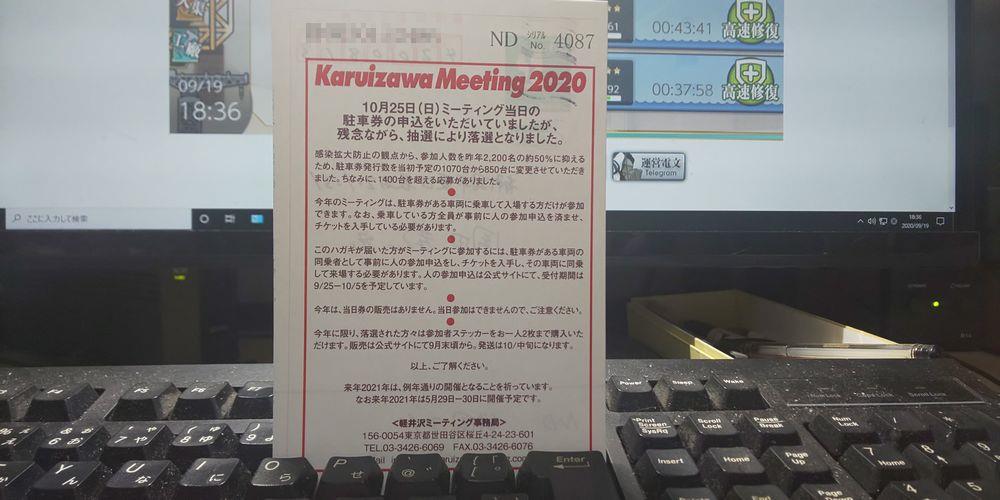 09/19
18:36
61
00:43:41
高速修復
92
00:37:58
高速修復
運営電文
Telegram
ここに入力して検索
18:36
2020/09/19
ND シリアルNo. 4087
Karuizawa Meeting 2020
10月25日(日)ミーティング当日の
駐車券の申込をいただいていましたが、
残念ながら、抽選により落選となりました。
感染拡大防止の観点から、参加人数を昨年2,200名の約50%に抑える
ため、駐車券発行数を当初予定の1070台から850台に変更させていただき
ました。ちなみに、1400台を超える応募がありました。
今年のミーティングは、駐車券がある車両に乗車して入場する方だけが参加
できます。なお、乗車している方全員が事前に人の参加申込を済ませ、
チケットを入手している必要があります。
このハガキが届いた方がミーティングに参加するには、駐車券がある車両の
同乗者として事前に人の参加申込をし、チケットを入手し、その車両に同乗
して来場する必要があります。人の参加申込は公式サイトにて、受付期間は
9/25−10/5を予定しています。
今年は、当日券の販売はありません。当日参加はできませんので、ご注意ください。
今年に限り、落選された方々は参加者ステッカーをお一人2枚まで購入いた
だけます。販売は公式サイトにて9月末頃から。発送は10/中旬になります。
以上、ご了解ください。
来年2021年は、例年通りの開催となることを祈っています。
なお来年2021年は5月29日−30日に開催予定です。
<軽井沢ミーティング事務局>
156-0054東京都世田谷区桜丘4-24-23-601
TEL.03-3426-6069 FAX.03-3426-6076
Power Sleep Wake
Print Screen SysRq
Scroll Lock
Pause Break
Num Lock
Insert Home Page Up
7 Home
8
9
Y ん U な I に O ら P せ @ [
Enter